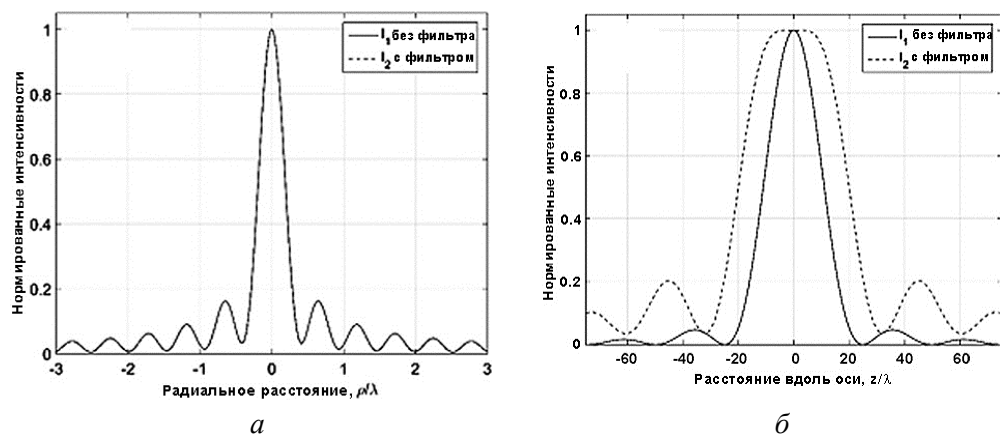 I1 без фильтра
I2 с фильтром
Нормированные интенсивности
1
0.8
0.6
0.4
0.2
0
-3
-2
-1
0
1
2
3
Радиальное расстояние, ρ/λ
а
I1 без фильтра
I2 с фильтром
Нормированные интенсивности
1
0.8
0.6
0.4
0.2
0
-60
-40
-20
0
20
40
60
Расстояние вдоль оси, z/λ
б